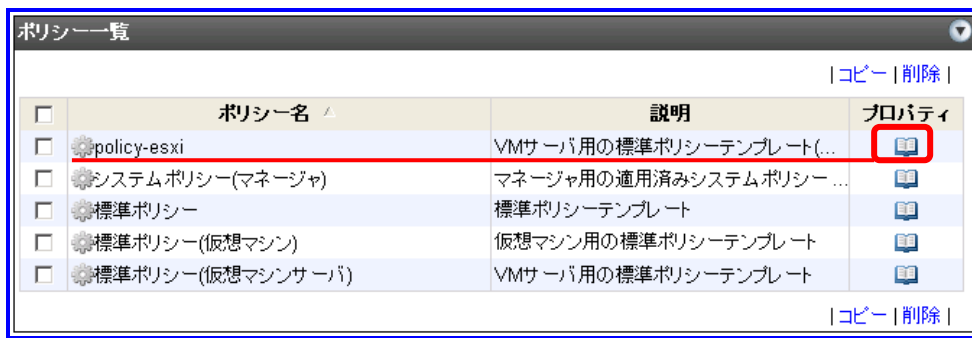 ポリシー一覧
| コピー | 削除 |
ポリシー名 説明 プロパティ
policy-esxi VMサーバ用の標準ポリシーテンプレート(...
システムポリシー(マネージャ) マネージャ用の適用済みシステムポリシー ...
標準ポリシー 標準ポリシーテンプレート
標準ポリシー(仮想マシン) 仮想マシン用の標準ポリシーテンプレート
標準ポリシー(仮想マシンサーバ) VMサーバ用の標準ポリシーテンプレート
| コピー | 削除 |